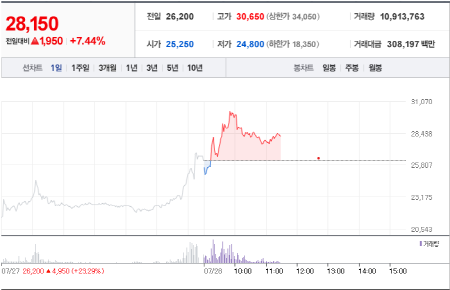 28,150
전일대비 ▲1,950 +7.44%
전일 26,200 고가 30,650 (상한가 34,050) 거래량 10,913,763
시가 25,250 저가 24,800 (하한가 18,350) 거래대금 308,197 백만
선차트 1일 1주일 3개월 1년 3년 5년 10년 봉차트 일봉 주봉 월봉
31,070
28,438
25,807
23,175
20,543
거래량
07/27 26,200 ▲4,950 (+23.29%) 07/28 10:00 11:00 12:00 13:00 14:00 15:00